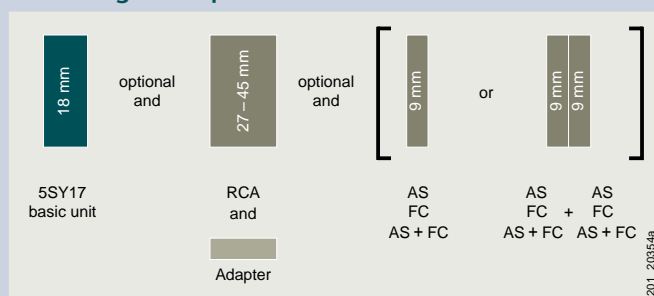 18 mm
optional
and
27 – 45 mm
optional
and
9 mm
or
9 mm
9 mm
5SY17
basic unit
RCA
and
Adapter
AS
FC
AS + FC
AS AS
FC + FC
AS + FC AS + FC
201_20354a